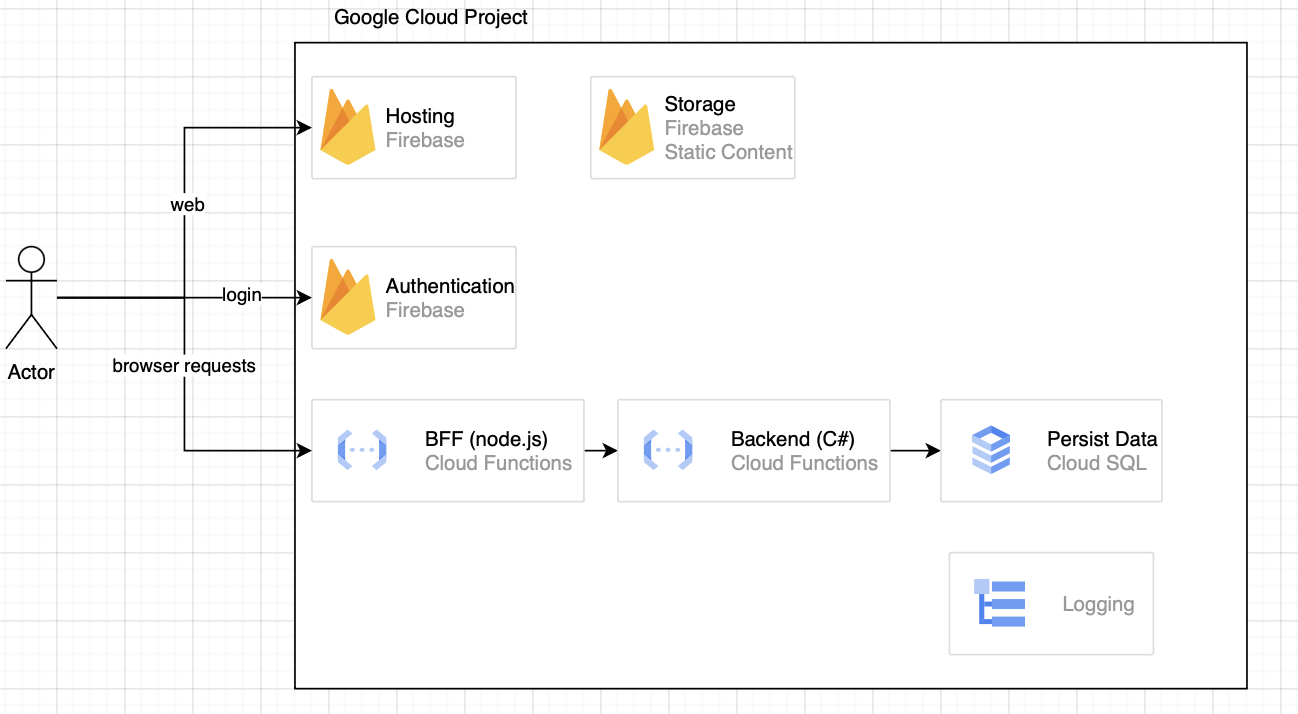 Google Cloud Project
Hosting
Firebase
Storage
Firebase
Static Content
web
Authentication
Firebase
login
browser requests
Actor
BFF (node.js)
Cloud Functions
Backend (C#)
Cloud Functions
Persist Data
Cloud SQL
Logging